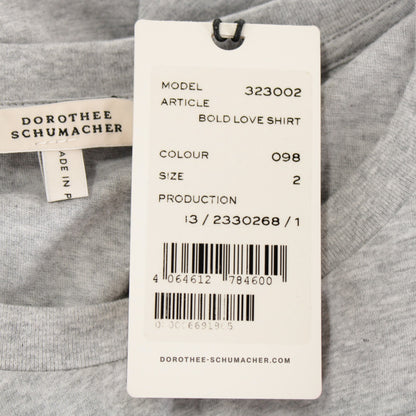 DOROTHEE
SCHUMACHER
MADE IN P
MODEL 323002
ARTICLE
BOLD LOVE SHIRT
COLOUR 098
SIZE 2
PRODUCTION
13 / 2330268 / 1
4 064612 784600
DOROTHEE-SCHUMACHER.COM